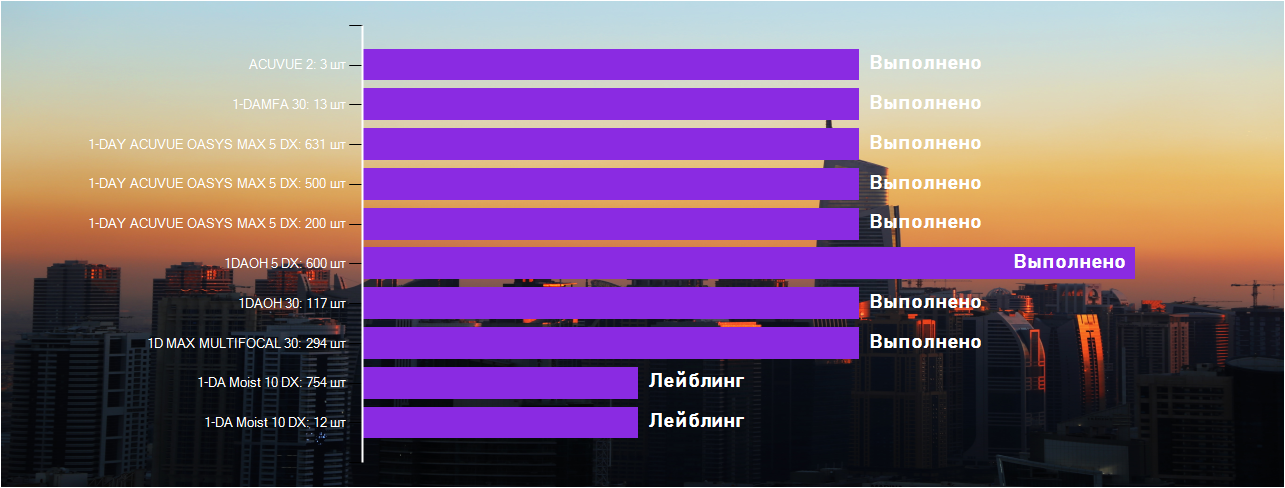 ACUVUE 2: 3 шт Выполнено
1-DAMFA 30: 13 шт Выполнено
1-DAY ACUVUE OASYS MAX 5 DX: 631 шт Выполнено
1-DAY ACUVUE OASYS MAX 5 DX: 500 шт Выполнено
1-DAY ACUVUE OASYS MAX 5 DX: 200 шт Выполнено
1DAOH 5 DX: 600 шт Выполнено
1DAOH 30: 117 шт Выполнено
1D MAX MULTIFOCAL 30: 294 шт Выполнено
1-DA Moist 10 DX: 754 шт Лейблинг
1-DA Moist 10 DX: 12 шт Лейблинг